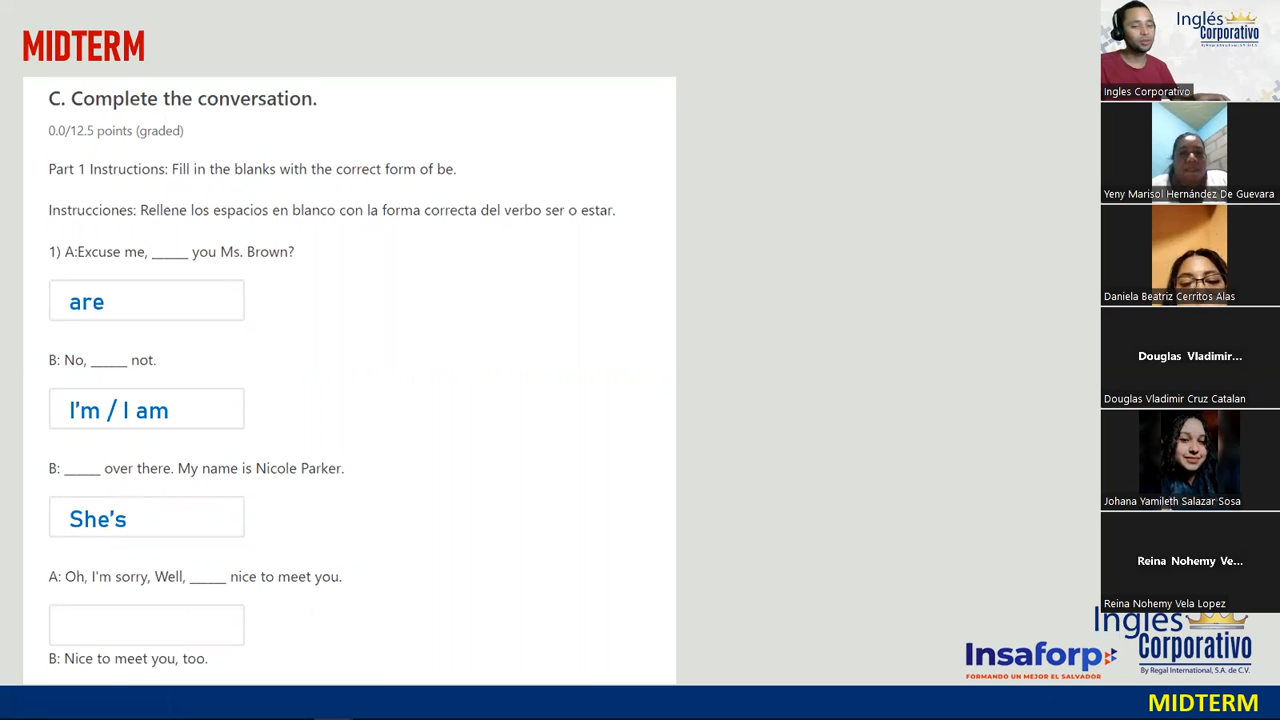 MIDTERM
C. Complete the conversation.
0.0/12.5 points (graded)
Part 1 Instructions: Fill in the blanks with the correct form of be.
Instrucciones: Rellene los espacios en blanco con la forma correcta del verbo ser o estar.
1) A:Excuse me, _____ you Ms. Brown?
are
B: No, _____ not.
I'm / I am
B: _____ over there. My name is Nicole Parker.
She's
A: Oh, I'm sorry, Well, _____ nice to meet you.
B: Nice to meet you, too.
Inglés
Corporativo
By Regal International, S.A. de C.V.
Ingles Corporativo
Yeny Marisol Hernández De Guevara
Daniela Beatriz Cerritos Alas
Douglas Vladimir...
Douglas Vladimir Cruz Catalan
Johana Yamileth Salazar Sosa
Reina Nohemy Ve...
Reina Nohemy Vela Lopez
Insaforp
FORMANDO UN MEJOR EL SALVADOR
Inglés
Corporativo
By Regal International, S.A. de C.V.
MIDTERM